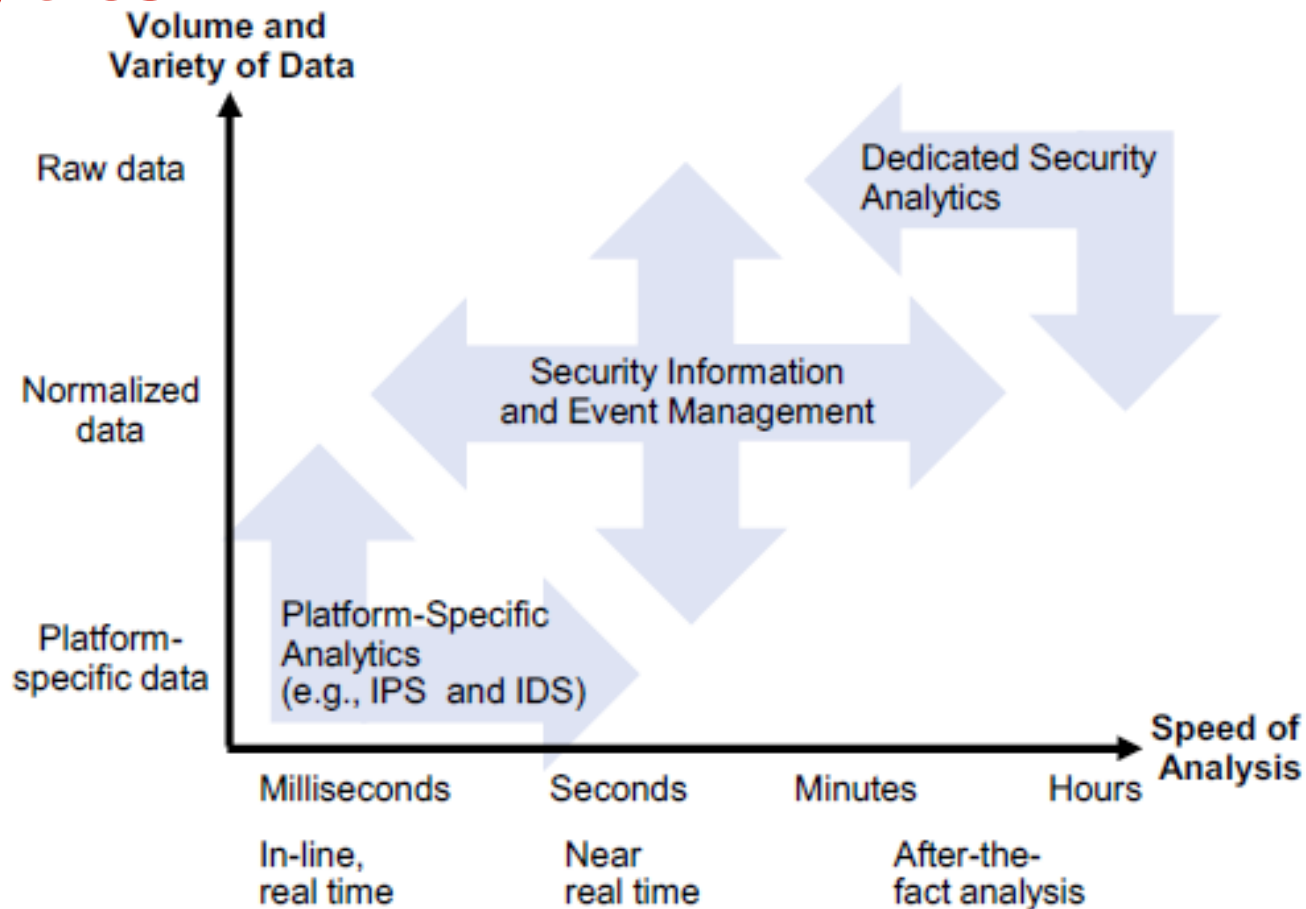 Volume and
Variety of Data
Raw data
Dedicated Security
Analytics
Normalized
data
Security Information
and Event Management
Platform-
specific data
Platform-Specific
Analytics
(e.g., IPS and IDS)
Speed of
Analysis
Milliseconds
Seconds
Minutes
Hours
In-line,
real time
Near
real time
After-the-
fact analysis